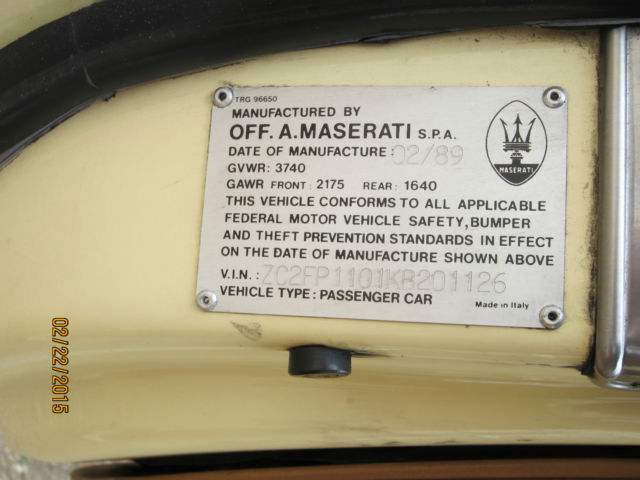 TRG 96650
MANUFACTURED BY
OFF. A. MASERATI S.P.A.
DATE OF MANUFACTURE: 02/89
GVWR: 3740
GAWR FRONT: 2175 REAR: 1640
THIS VEHICLE CONFORMS TO ALL APPLICABLE
FEDERAL MOTOR VEHICLE SAFETY, BUMPER
AND THEFT PREVENTION STANDARDS IN EFFECT
ON THE DATE OF MANUFACTURE SHOWN ABOVE
V.I.N.: ZC2FP1101KB201126
VEHICLE TYPE: PASSENGER CAR
Made in Italy
MASERATI
02/22/2015